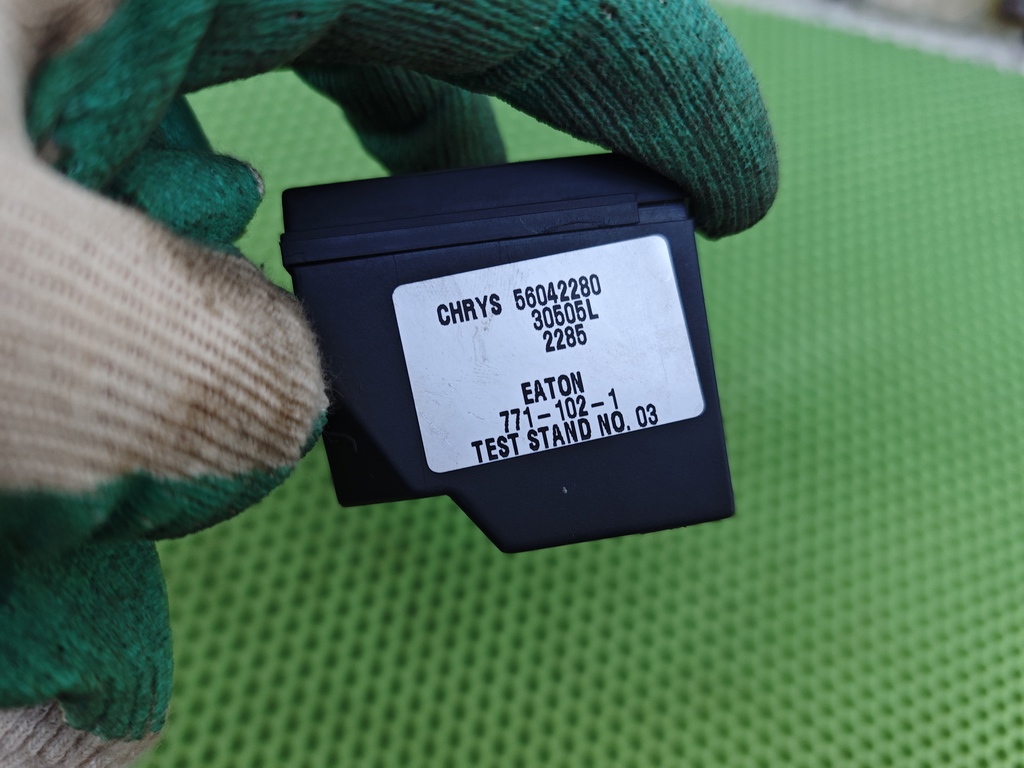 CHRYS 56042280
30505L
2285
EATON
771-102-1
TEST STAND NO. 03